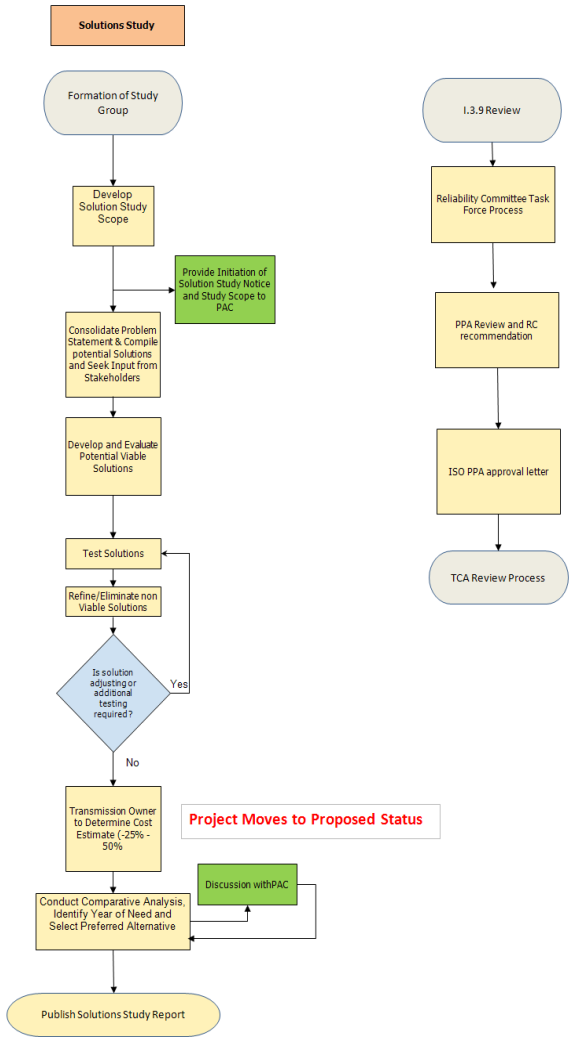 Solutions Study
Formation of Study
Group
Develop
Solution Study
Scope
Provide Initiation of
Solution Study Notice
and Study Scope to
PAC
Consolidate Problem
Statement & Compile
potential Solutions
and Seek Input from
Stakeholders
Develop and Evaluate
Potential Viable
Solutions
Test Solutions
Refine/Eliminate non
Viable Solutions
Is solution
adjusting or
additional
testing
required?
Yes
No
Transmission Owner
to Determine Cost
Estimate (-25% -
50%
Project Moves to Proposed Status
Conduct Comparative Analysis,
Identify Year of Need and
Select Preferred Alternative
Discussion withPAC
Publish Solutions Study Report
I.3.9 Review
Reliability Committee Task
Force Process
PPA Review and RC
recommendation
ISO PPA approval letter
TCA Review Process